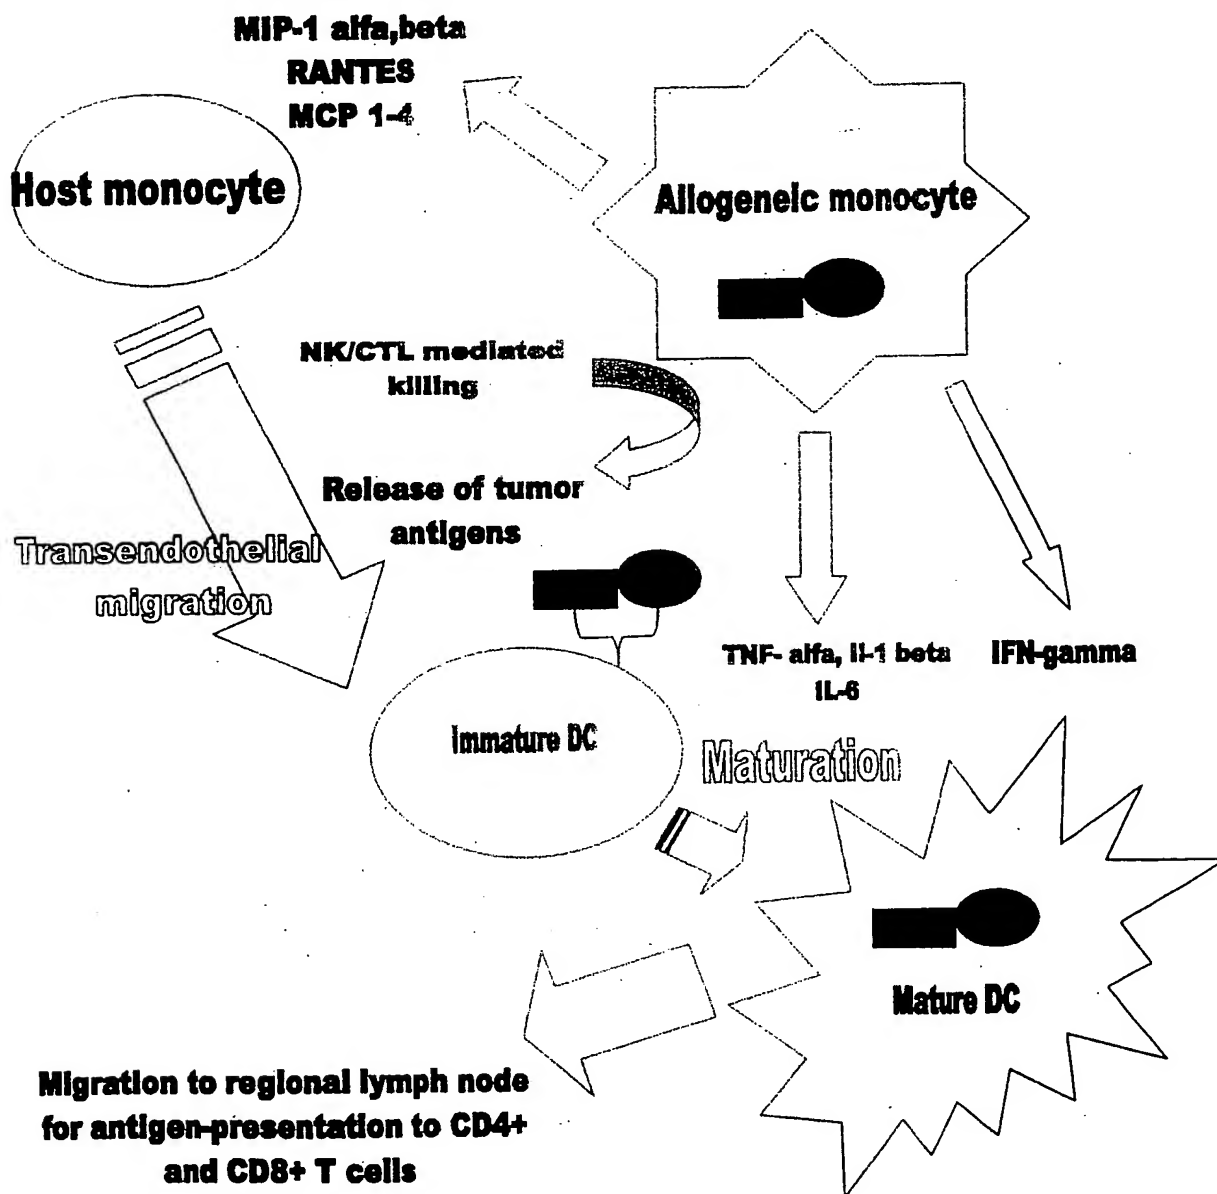 MIP-1 alfa,beta
RANTES
MCP 1-4
Host monocyte
Allogeneic monocyte
NK/CTL mediated
killing
Release of tumor
antigens
Transendothelial
migration
TNF- alfa, Il-1 beta
IL-6
IFN-gamma
Immature DC
Maturation
Mature DC
Migration to regional lymph node
for antigen-presentation to CD4+
and CD8+ T cells